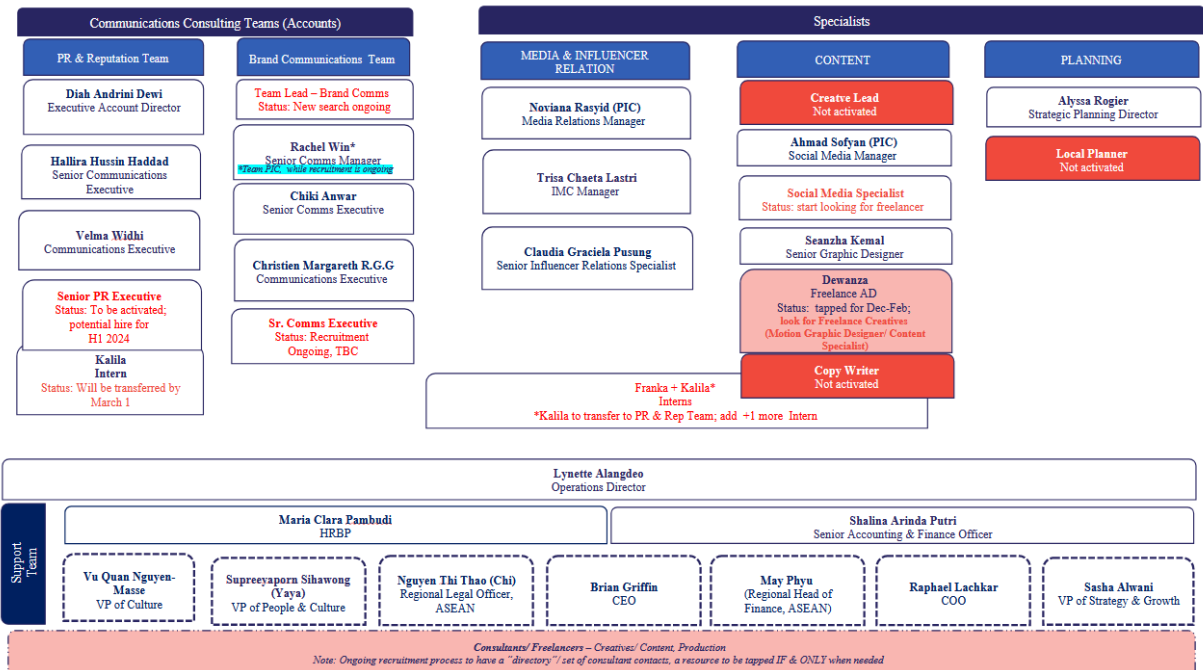 Communications Consulting Teams (Accounts)
Specialists
PR & Reputation Team
Brand Communications Team
MEDIA & INFLUENCER
RELATION
CONTENT
PLANNING
Diah Andrini Dewi
Executive Account Director
Hallira Hussin Haddad
Senior Communications
Executive
Velma Widhi
Communications Executive
Senior PR Executive
Status: To be activated;
potential hire for
H1 2024
Kalila
Intern
Status: Will be transferred by
March 1
Team Lead – Brand Comms
Status: New search ongoing
Rachel Win*
Senior Comms Manager
*Team PIC, while recruitment is ongoing
Chiki Anwar
Senior Comms Executive
Christien Margareth R.G.G
Communications Executive
Sr. Comms Executive
Status: Recruitment
Ongoing, TBC
Noviana Rasyid (PIC)
Media Relations Manager
Trisa Chaeta Lastri
IMC Manager
Claudia Graciela Pusung
Senior Influencer Relations Specialist
Creatve Lead
Not activated
Ahmad Sofyan (PIC)
Social Media Manager
Social Media Specialist
Status: start looking for freelancer
Seanzha Kemal
Senior Graphic Designer
Dewanza
Freelance AD
Status: tapped for Dec-Feb;
look for Freelance Creatives
(Motion Graphic Designer/ Content
Specialist)
Copy Writer
Not activated
Alyssa Rogier
Strategic Planning Director
Local Planner
Not activated
Franka + Kalila*
Interns
*Kalila to transfer to PR & Rep Team; add +1 more Intern
Lynette Alangdeo
Operations Director
Support
Team
Maria Clara Pambudi
HRBP
Shalina Arinda Putri
Senior Accounting & Finance Officer
Vu Quan Nguyen-
Masse
VP of Culture
Supreeyaporn Sihawong
(Yaya)
VP of People & Culture
Nguyen Thi Thao (Chi)
Regional Legal Officer,
ASEAN
Brian Griffin
CEO
May Phyu
(Regional Head of
Finance, ASEAN)
Raphael Lachkar
COO
Sasha Alwani
VP of Strategy & Growth
Consultants/ Freelancers – Creatives/ Content, Production
Note: Ongoing recruitment process to have a "directory"/ set of consultant contacts, a resource to be tapped IF & ONLY when needed